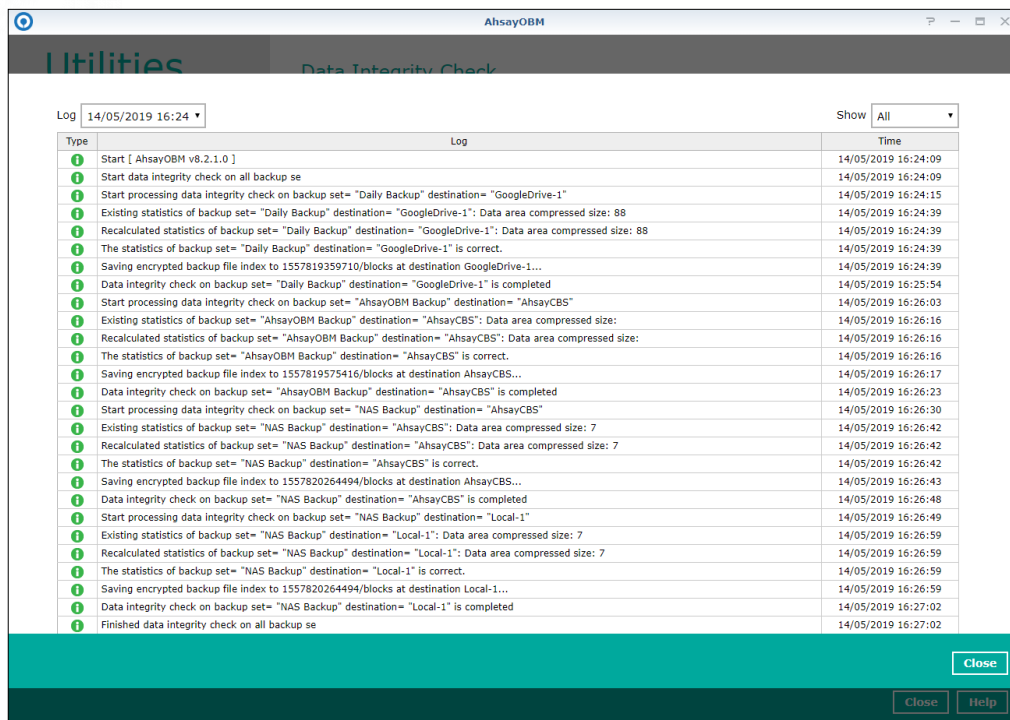 AhsayOBM
Utilities
Data Integrity Check
Log 14/05/2019 16:24 Show All
Type Log Time
Start [ AhsayOBM v8.2.1.0 ] 14/05/2019 16:24:09
Start data integrity check on all backup se 14/05/2019 16:24:09
Start processing data integrity check on backup set= "Daily Backup" destination= "GoogleDrive-1" 14/05/2019 16:24:15
Existing statistics of backup set= "Daily Backup" destination= "GoogleDrive-1": Data area compressed size: 88 14/05/2019 16:24:39
Recalculated statistics of backup set= "Daily Backup" destination= "GoogleDrive-1": Data area compressed size: 88 14/05/2019 16:24:39
The statistics of backup set= "Daily Backup" destination= "GoogleDrive-1" is correct. 14/05/2019 16:24:39
Saving encrypted backup file index to 1557819359710/blocks at destination GoogleDrive-1... 14/05/2019 16:24:39
Data integrity check on backup set= "Daily Backup" destination= "GoogleDrive-1" is completed 14/05/2019 16:25:54
Start processing data integrity check on backup set= "AhsayOBM Backup" destination= "AhsayCBS" 14/05/2019 16:26:03
Existing statistics of backup set= "AhsayOBM Backup" destination= "AhsayCBS": Data area compressed size: 14/05/2019 16:26:16
Recalculated statistics of backup set= "AhsayOBM Backup" destination= "AhsayCBS": Data area compressed size: 14/05/2019 16:26:16
The statistics of backup set= "AhsayOBM Backup" destination= "AhsayCBS" is correct. 14/05/2019 16:26:16
Saving encrypted backup file index to 1557819575416/blocks at destination AhsayCBS... 14/05/2019 16:26:17
Data integrity check on backup set= "AhsayOBM Backup" destination= "AhsayCBS" is completed 14/05/2019 16:26:23
Start processing data integrity check on backup set= "NAS Backup" destination= "AhsayCBS" 14/05/2019 16:26:30
Existing statistics of backup set= "NAS Backup" destination= "AhsayCBS": Data area compressed size: 7 14/05/2019 16:26:42
Recalculated statistics of backup set= "NAS Backup" destination= "AhsayCBS": Data area compressed size: 7 14/05/2019 16:26:42
The statistics of backup set= "NAS Backup" destination= "AhsayCBS" is correct. 14/05/2019 16:26:42
Saving encrypted backup file index to 1557820264494/blocks at destination AhsayCBS... 14/05/2019 16:26:43
Data integrity check on backup set= "NAS Backup" destination= "AhsayCBS" is completed 14/05/2019 16:26:48
Start processing data integrity check on backup set= "NAS Backup" destination= "Local-1" 14/05/2019 16:26:49
Existing statistics of backup set= "NAS Backup" destination= "Local-1": Data area compressed size: 7 14/05/2019 16:26:59
Recalculated statistics of backup set= "NAS Backup" destination= "Local-1": Data area compressed size: 7 14/05/2019 16:26:59
The statistics of backup set= "NAS Backup" destination= "Local-1" is correct. 14/05/2019 16:26:59
Saving encrypted backup file index to 1557820264494/blocks at destination Local-1... 14/05/2019 16:26:59
Data integrity check on backup set= "NAS Backup" destination= "Local-1" is completed 14/05/2019 16:27:02
Finished data integrity check on all backup se 14/05/2019 16:27:02
Close
Close Help